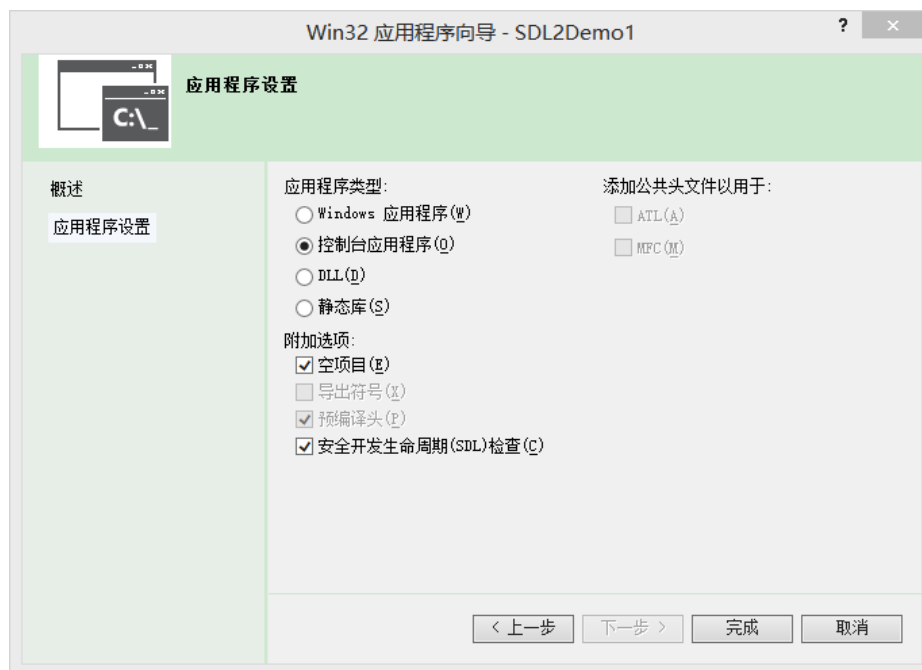 Win32 应用程序向导 - SDL2Demo1
?
C:\_
应用程序设置
概述
应用程序设置
应用程序类型:
Windows 应用程序(W)
控制台应用程序(O)
DLL(D)
静态库(S)
附加选项:
空项目(E)
导出符号(X)
预编译头(P)
安全开发生命周期(SDL)检查(C)
添加公共头文件以用于:
ATL(A)
MFC(M)
< 上一步
下一步 >
完成
取消